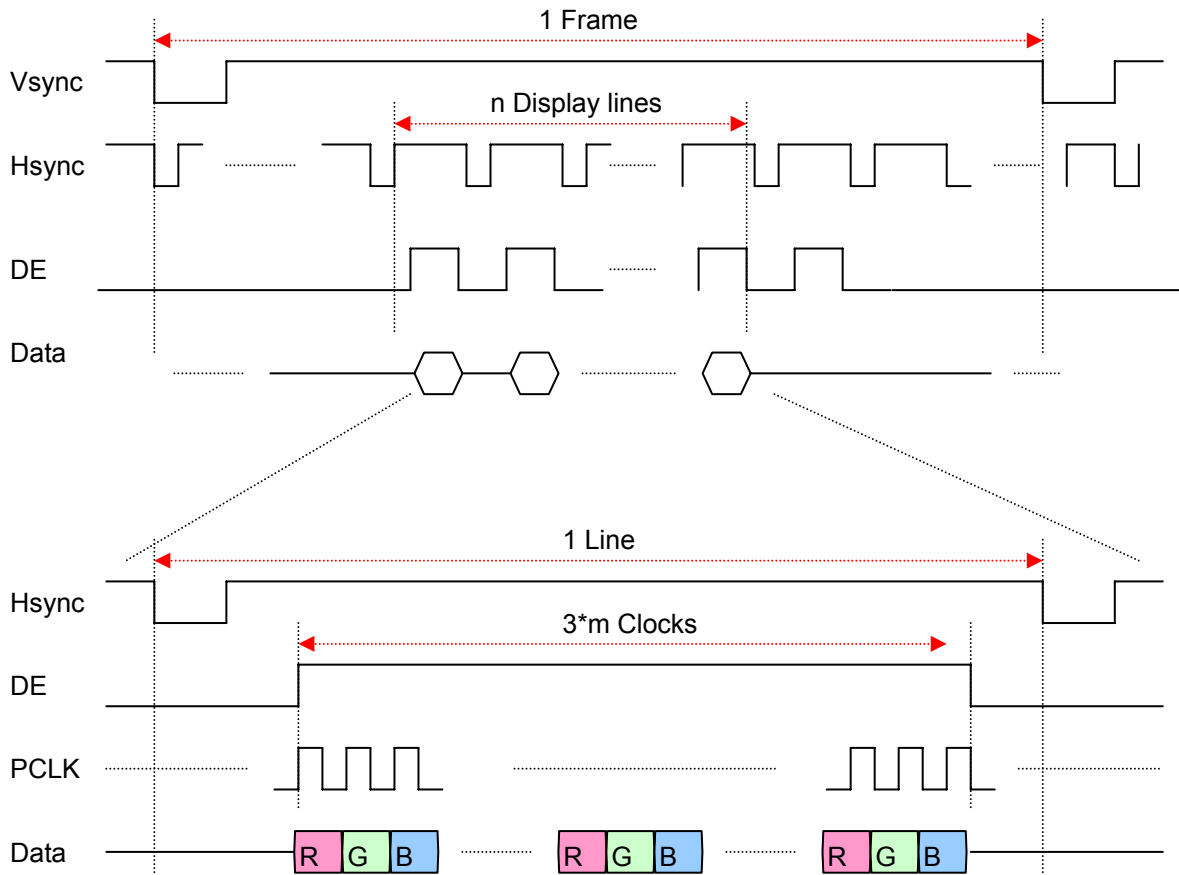 1 Frame
Vsync
n Display lines
Hsync
DE
Data
1 Line
Hsync
3*m Clocks
DE
PCLK
Data R G B R G B R G B